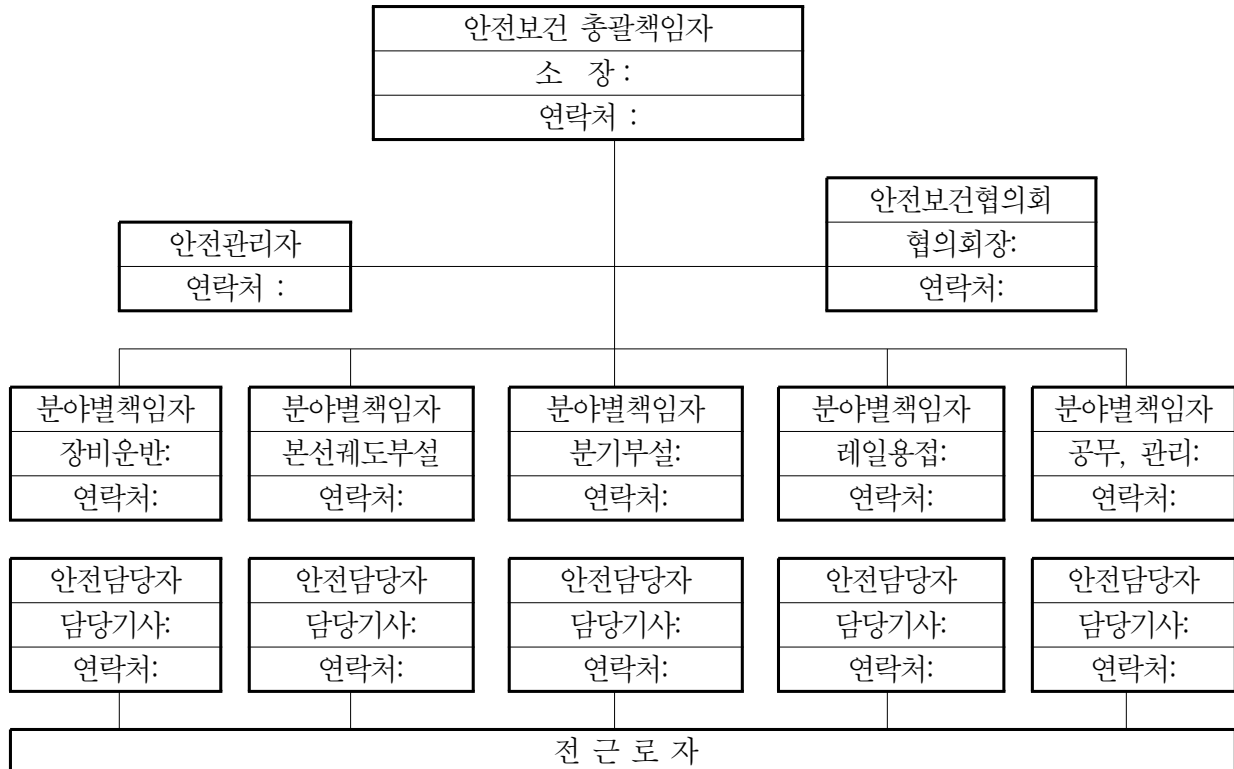 안전보건 총괄책임자
소 장 :
연락처 :
안전관리자
연락처 :
안전보건협의회
협의회장:
연락처:
분야별책임자
장비운반:
연락처:
분야별책임자
본선궤도부설
연락처:
분야별책임자
분기부설:
연락처:
분야별책임자
레일용접:
연락처:
분야별책임자
공무, 관리:
연락처:
안전담당자
담당기사:
연락처:
안전담당자
담당기사:
연락처:
안전담당자
담당기사:
연락처:
안전담당자
담당기사:
연락처:
안전담당자
담당기사:
연락처:
전 근 로 자